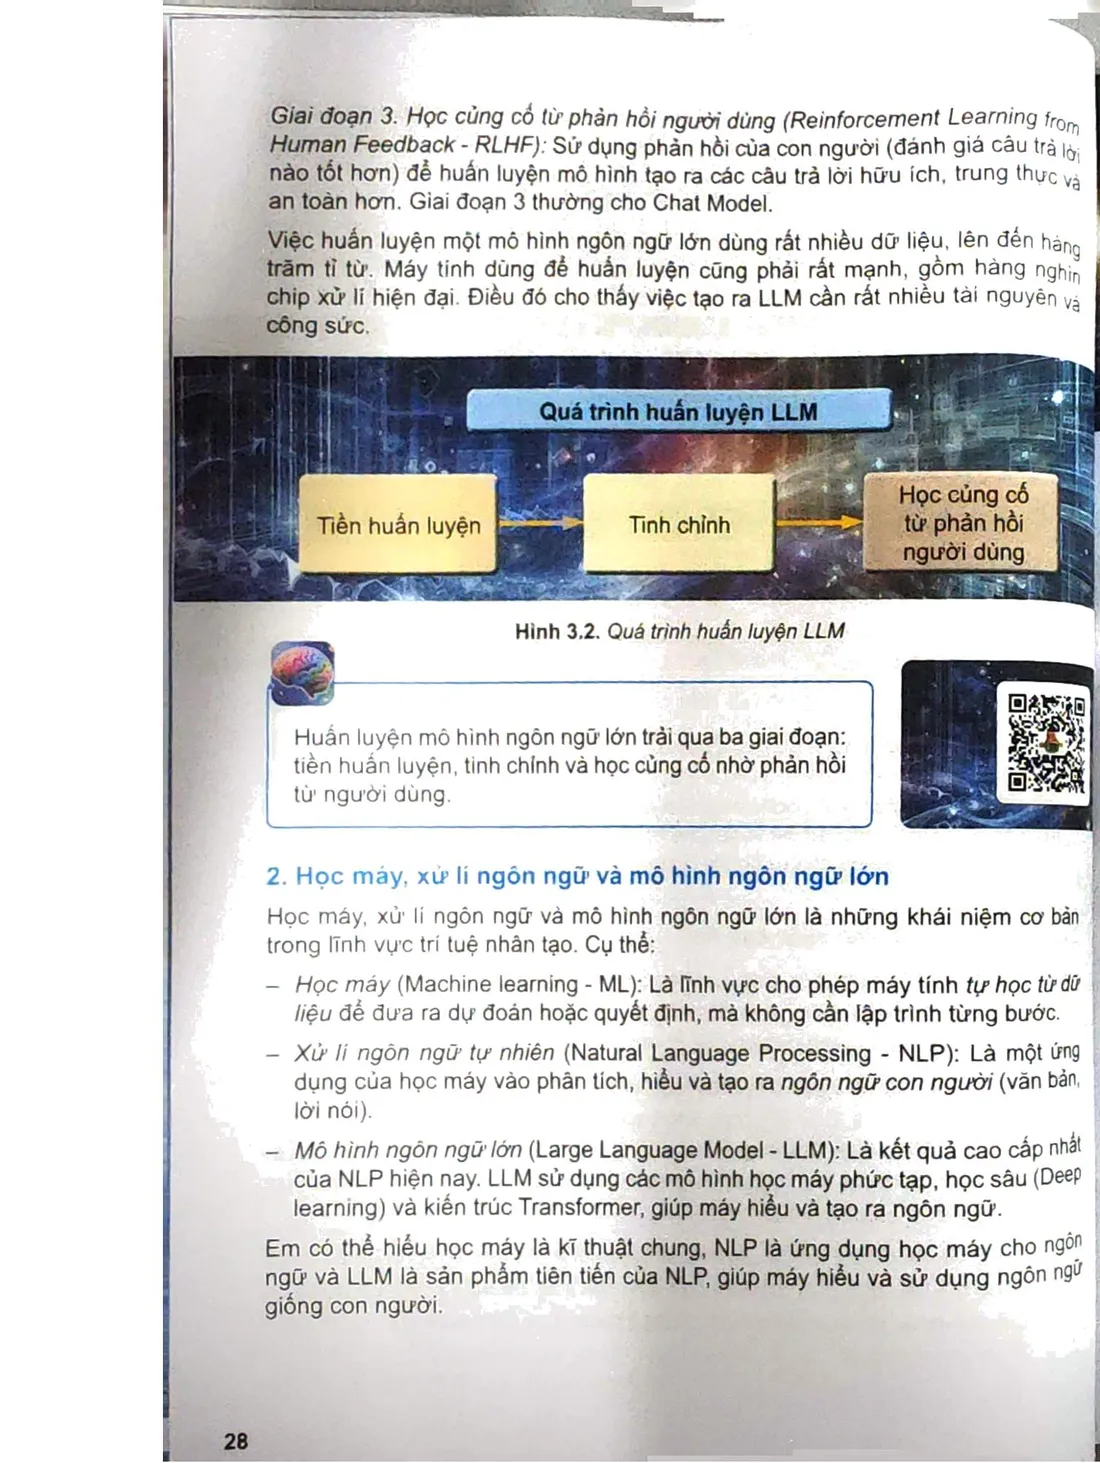 Giai đoạn 3. Học củng cố từ phản hồi người dùng (Reinforcement Learning from
Human Feedback - RLHF): Sử dụng phản hồi của con người (đánh giá câu trả lời
nào tốt hơn) để huấn luyện mô hình tạo ra các câu trả lời hữu ích, trung thực và
an toàn hơn. Giai đoạn 3 thường cho Chat Model.
Việc huấn luyện một mô hình ngôn ngữ lớn dùng rất nhiều dữ liệu, lên đến hàng
trăm tỉ từ. Máy tính dùng để huấn luyện cũng phải rất mạnh, gồm hàng nghìn
chip xử lí hiện đại. Điều đó cho thấy việc tạo ra LLM cần rất nhiều tài nguyên và
công sức.
Quá trình huấn luyện LLM
Tiền huấn luyện
Tinh chỉnh
Học củng cố
từ phản hồi
người dùng
Hình 3.2. Quá trình huấn luyện LLM
Huấn luyện mô hình ngôn ngữ lớn trải qua ba giai đoạn:
tiền huấn luyện, tinh chỉnh và học củng cố nhờ phản hồi
từ người dùng.
2. Học máy, xử lí ngôn ngữ và mô hình ngôn ngữ lớn
Học máy, xử lí ngôn ngữ và mô hình ngôn ngữ lớn là những khái niệm cơ bản
trong lĩnh vực trí tuệ nhân tạo. Cụ thể:
– Học máy (Machine learning - ML): Là lĩnh vực cho phép máy tính tự học từ dữ
liệu để đưa ra dự đoán hoặc quyết định, mà không cần lập trình từng bước.
– Xử lí ngôn ngữ tự nhiên (Natural Language Processing - NLP): Là một ứng
dụng của học máy vào phân tích, hiểu và tạo ra ngôn ngữ con người (văn bản,
lời nói).
– Mô hình ngôn ngữ lớn (Large Language Model - LLM): Là kết quả cao cấp nhất
của NLP hiện nay. LLM sử dụng các mô hình học máy phức tạp, học sâu (Deep
learning) và kiến trúc Transformer, giúp máy hiểu và tạo ra ngôn ngữ.
Em có thể hiểu học máy là kĩ thuật chung, NLP là ứng dụng học máy cho ngôn
ngữ và LLM là sản phẩm tiên tiến của NLP, giúp máy hiểu và sử dụng ngôn ngữ
giống con người.
28